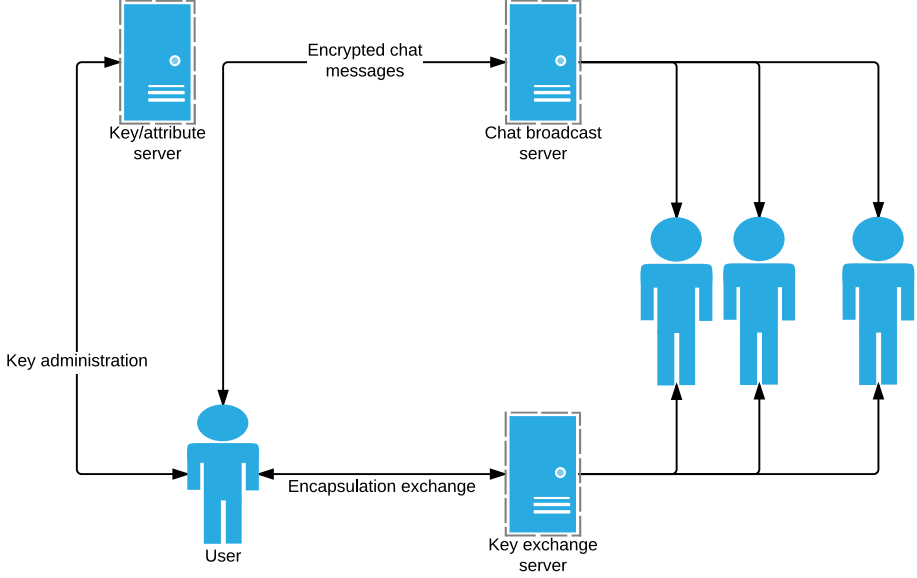 Encrypted chat
messages
Key/attribute
server
Chat broadcast
server
Key administration
Encapsulation exchange
User
Key exchange
server